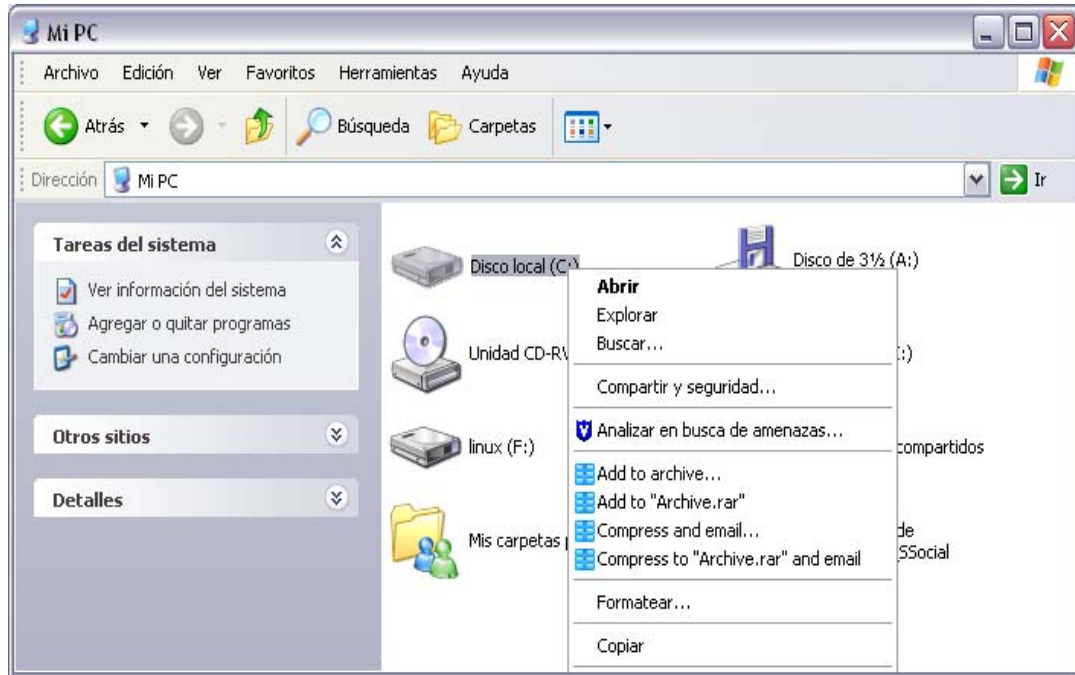 Mi PC
Archivo Edición Ver Favoritos Herramientas Ayuda
Atrás Búsqueda Carpetas
Dirección Mi PC Ir
Tareas del sistema
Ver información del sistema
Agregar o quitar programas
Cambiar una configuración
Otros sitios
Detalles
Disco local (C:)
Disco de 3½ (A:)
Unidad CD-R
:)
linux (F:)
compartidos
Mis carpetas
de
SSocial
Abrir
Explorar
Buscar...
Compartir y seguridad...
Analizar en busca de amenazas...
Add to archive...
Add to "Archive.rar"
Compress and email...
Compress to "Archive.rar" and email
Formatear...
Copiar